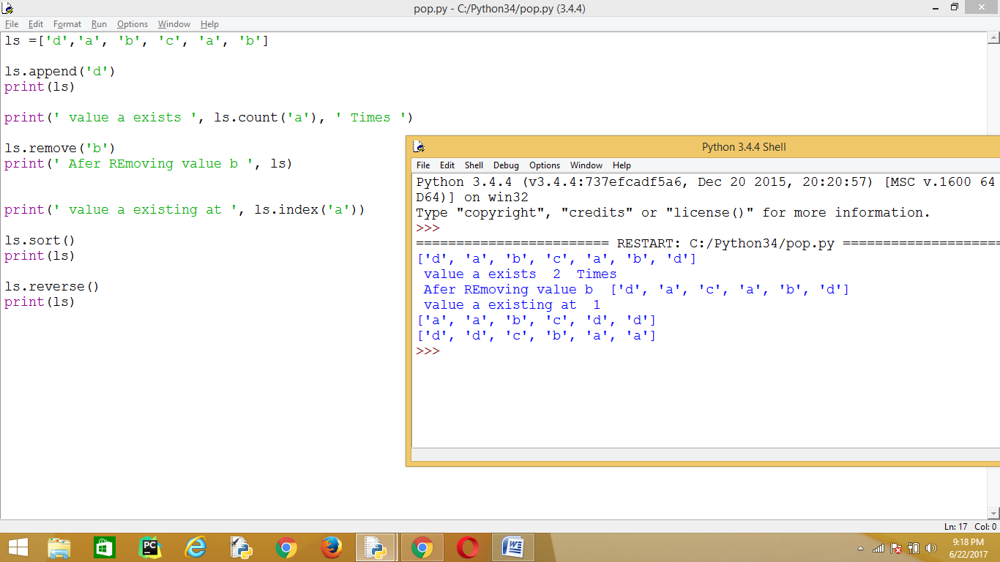 pop.py - C:/Python34/pop.py (3.4.4)
File Edit Format Run Options Window Help
ls =['d','a', 'b', 'c', 'a', 'b']
ls.append('d')
print(ls)
print(' value a exists ', ls.count('a'), ' Times ')
ls.remove('b')
print(' Afer REmoving value b ', ls)
print(' value a existing at ', ls.index('a'))
ls.sort()
print(ls)
ls.reverse()
print(ls)
Python 3.4.4 Shell
File Edit Shell Debug Options Window Help
Python 3.4.4 (v3.4.4:737efcadf5a6, Dec 20 2015, 20:20:57) [MSC v.1600 64
D64)] on win32
Type "copyright", "credits" or "license()" for more information.
>>>
======================== RESTART: C:/Python34/pop.py ====================
['d', 'a', 'b', 'c', 'a', 'b', 'd']
 value a exists  2  Times
 Afer REmoving value b  ['d', 'a', 'c', 'a', 'b', 'd']
 value a existing at  1
['a', 'a', 'b', 'c', 'd', 'd']
['d', 'd', 'c', 'b', 'a', 'a']
>>>
Ln: 17 Col: 0
PC
W
9:18 PM
6/22/2017